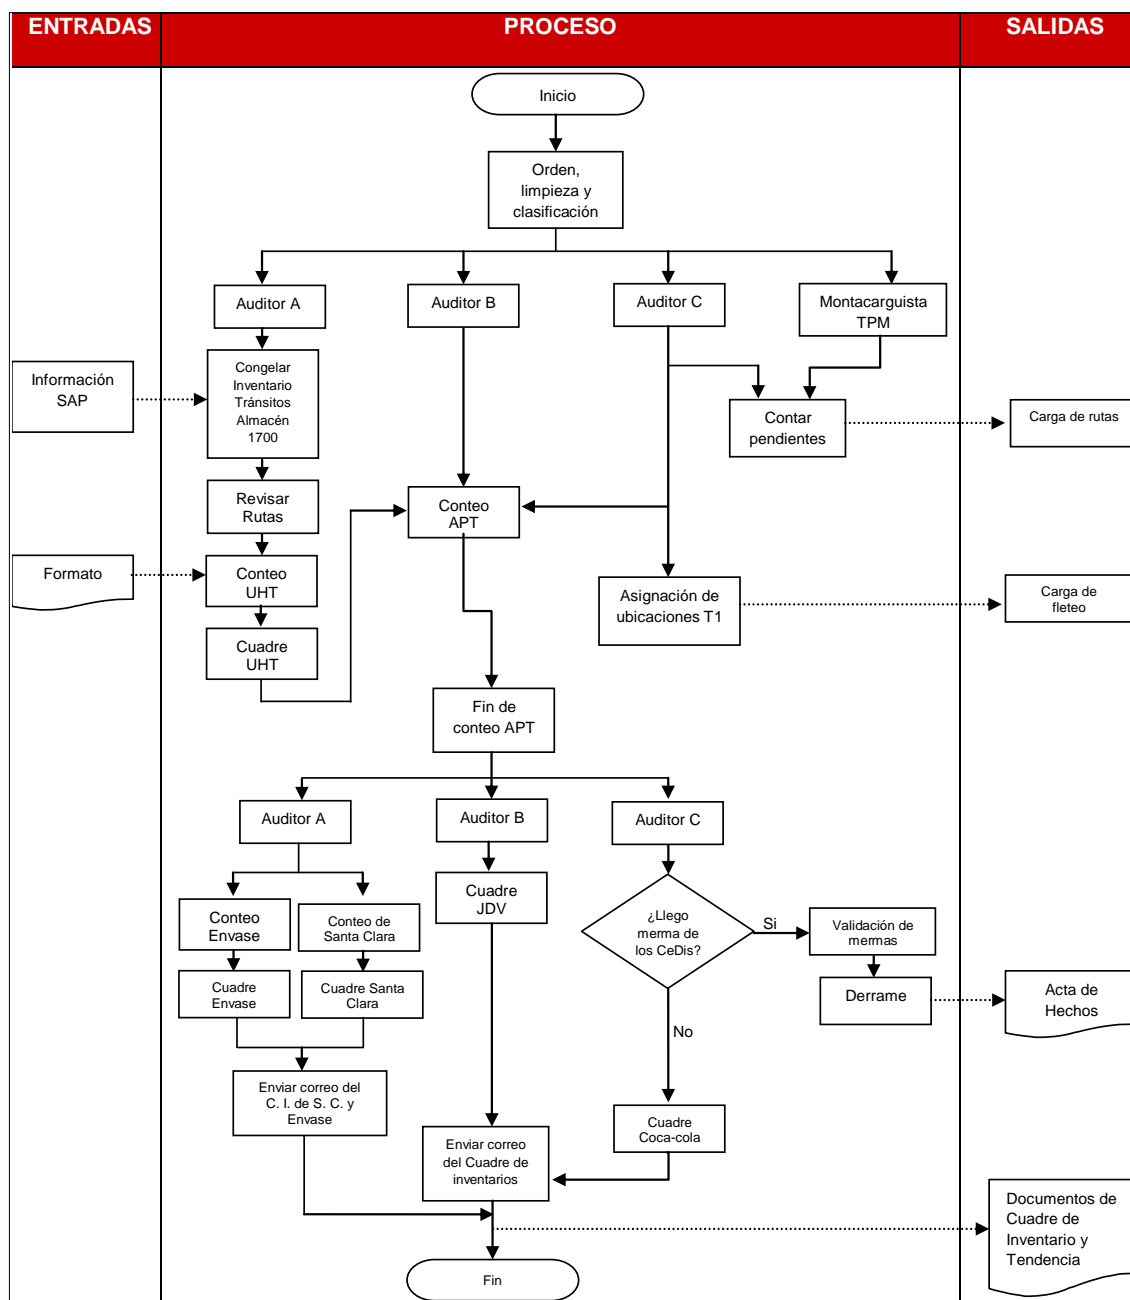 ENTRADAS
PROCESO
SALIDAS
Inicio
Orden,
limpieza y
clasificación
Auditor A
Auditor B
Auditor C
Montacarguista
TPM
Información
SAP
Congelar
Inventario
Tránsitos
Almacén
1700
Contar
pendientes
Carga de rutas
Revisar
Rutas
Conteo
APT
Formato
Conteo
UHT
Asignación de
ubicaciones T1
Carga de
fleteo
Cuadre
UHT
Fin de
conteo APT
Auditor A
Auditor B
Auditor C
Conteo
Envase
Conteo de
Santa Clara
Cuadre
JDV
¿Llego
merma de
los CeDis?
Si
Validación de
mermas
Cuadre
Envase
Cuadre Santa
Clara
Derrame
Acta de
Hechos
No
Enviar correo del
C. I. de S. C. y
Envase
Enviar correo
del Cuadre de
inventarios
Cuadre
Coca-cola
Documentos de
Cuadre de
Inventario y
Tendencia
Fin